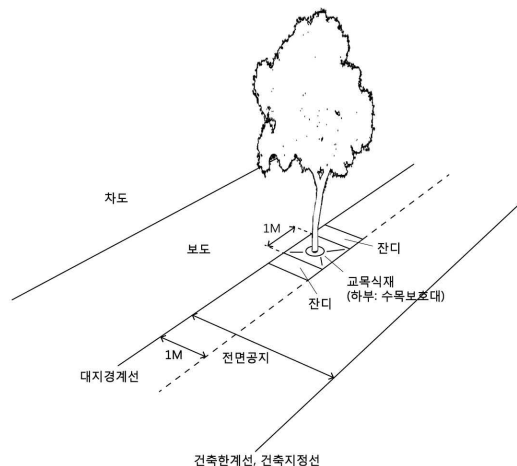 차도
1M
보도
잔디
교목식재
(하부: 수목보호대)
잔디
1M
전면공지
대지경계선
건축한계선, 건축지정선